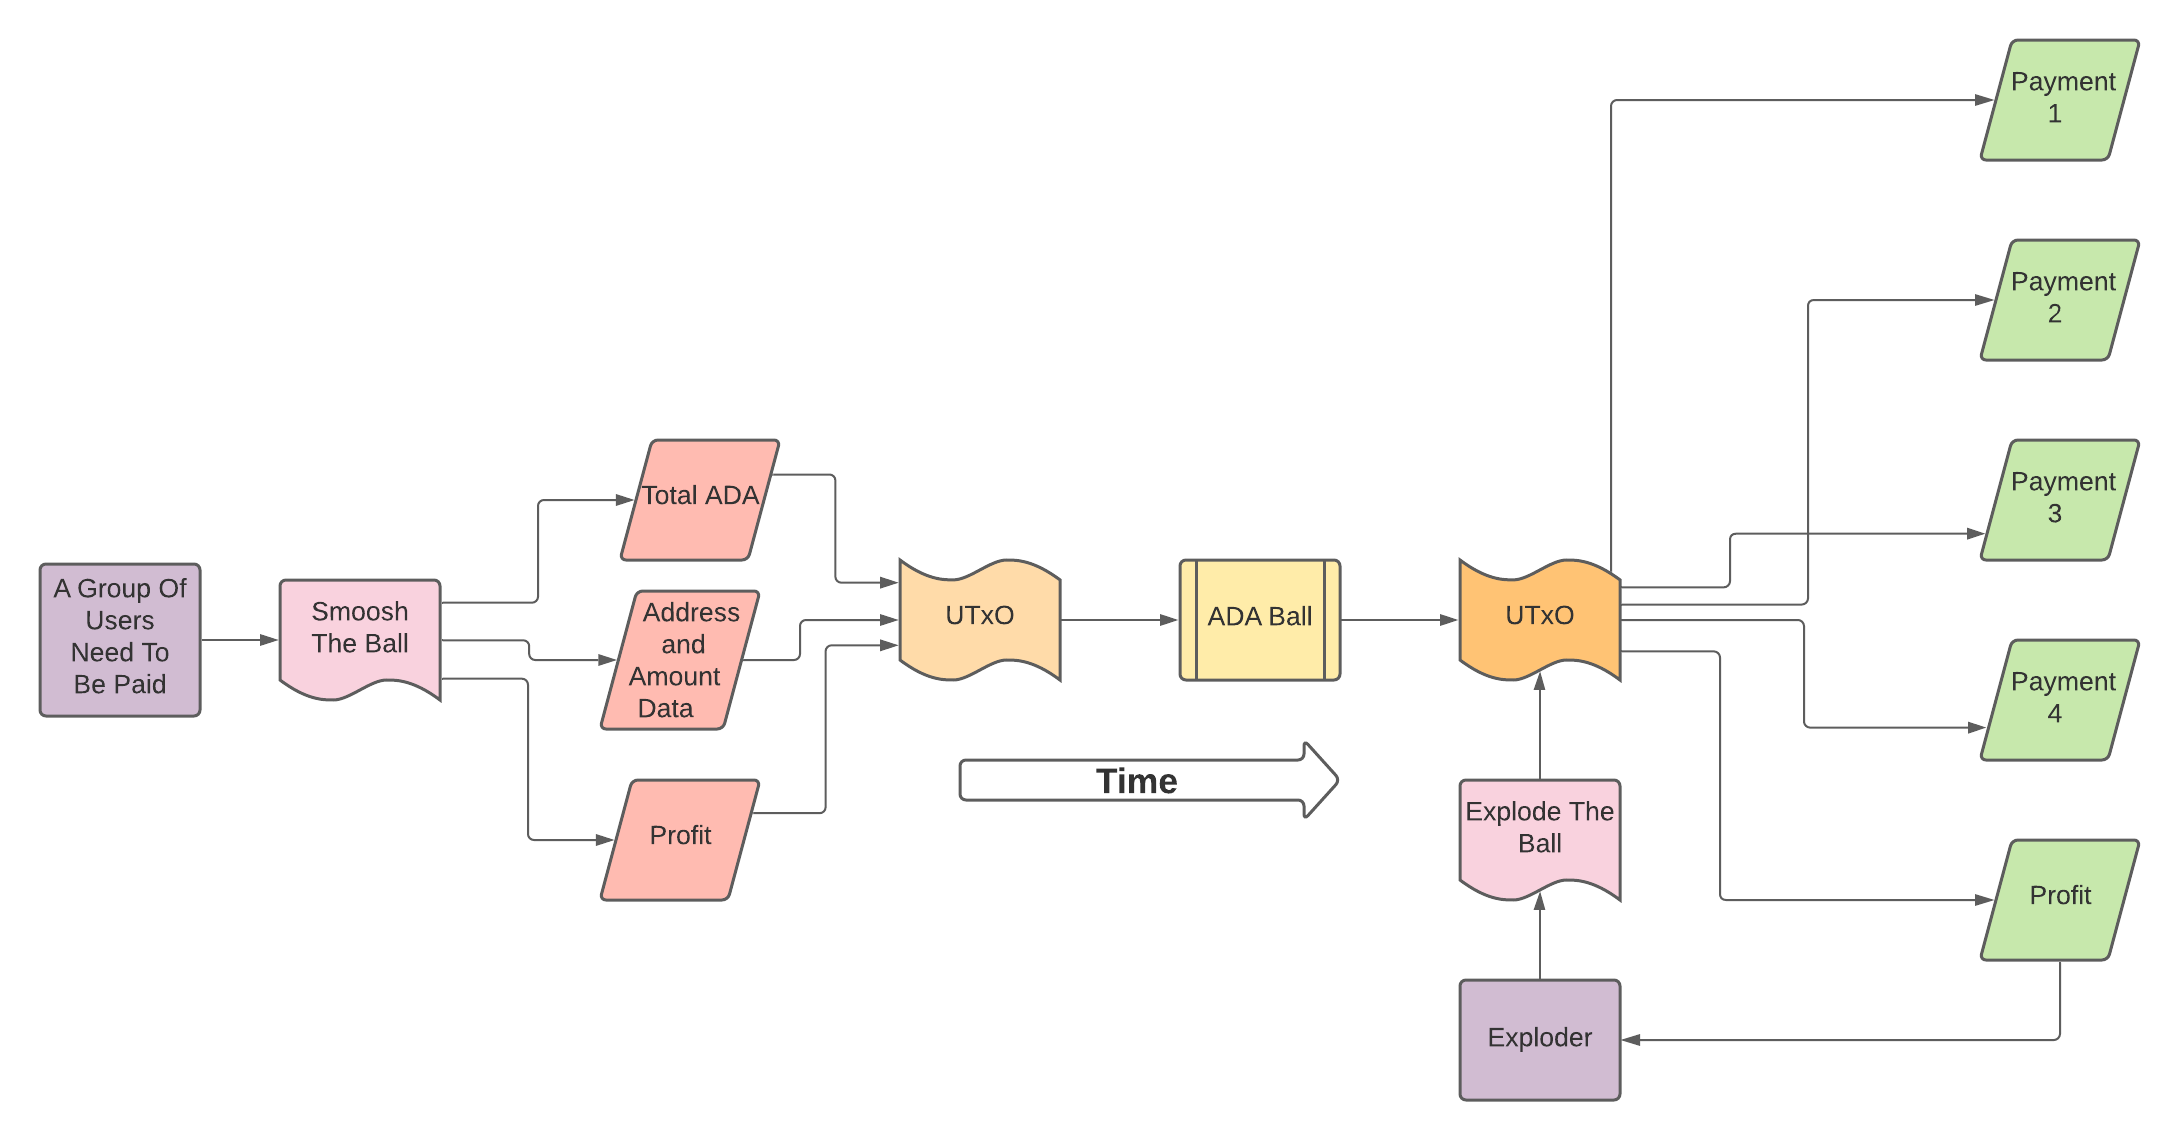 A Group Of
Users
Need To
Be Paid
Smoosh
The Ball
Total ADA
Address
and
Amount
Data
Profit
UTxO
ADA Ball
Time
UTxO
Explode The
Ball
Exploder
Payment
1
Payment
2
Payment
3
Payment
4
Profit